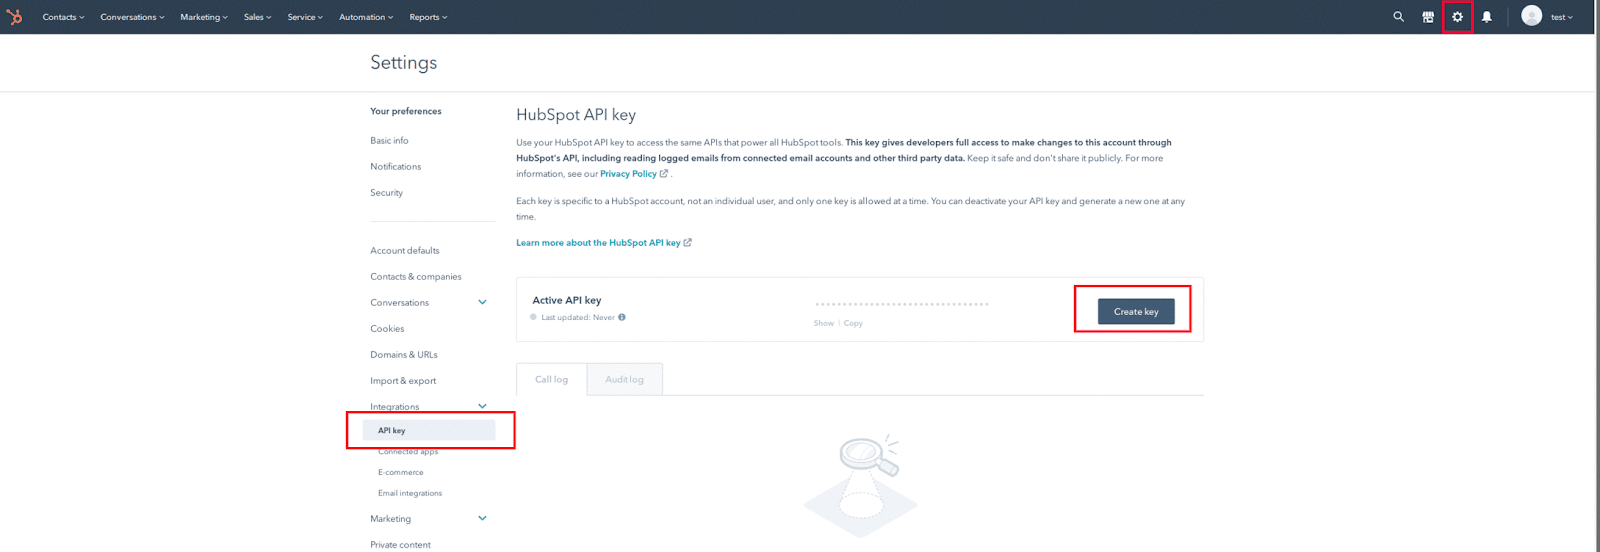 Contacts Conversations Marketing Sales Service Automation Reports test
Settings
Your preferences
Basic info
Notifications
Security
Account defaults
Contacts & companies
Conversations
Cookies
Domains & URLs
Import & export
Integrations
API key
Connected apps
E-commerce
Email integrations
Marketing
Private content
HubSpot API key
Use your HubSpot API key to access the same APIs that power all HubSpot tools. This key gives developers full access to make changes to this account through
HubSpot's API, including reading logged emails from connected email accounts and other third party data. Keep it safe and don't share it publicly. For more
information, see our Privacy Policy .
Each key is specific to a HubSpot account, not an individual user, and only one key is allowed at a time. You can deactivate your API key and generate a new one at any
time.
Learn more about the HubSpot API key
Active API key
Last updated: Never
Show | Copy
Create key
Call log Audit log